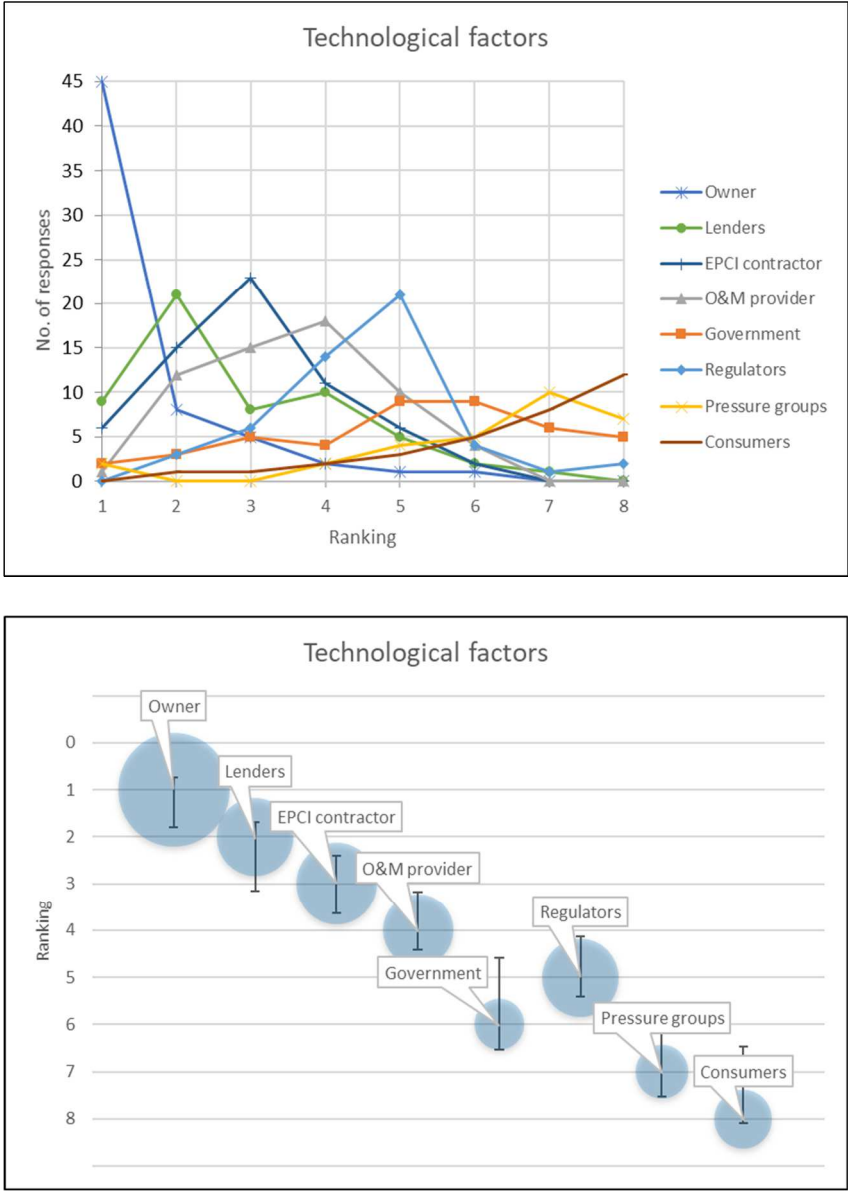 Technological factors
45
40
35
30
25
20
15
10
5
0
No. of responses
1 2 3 4 5 6 7 8
Ranking
Owner
Lenders
EPCI contractor
O&M provider
Government
Regulators
Pressure groups
Consumers
Technological factors
0
1
2
3
4
5
6
7
8
Ranking
Owner
Lenders
EPCI contractor
O&M provider
Regulators
Government
Pressure groups
Consumers